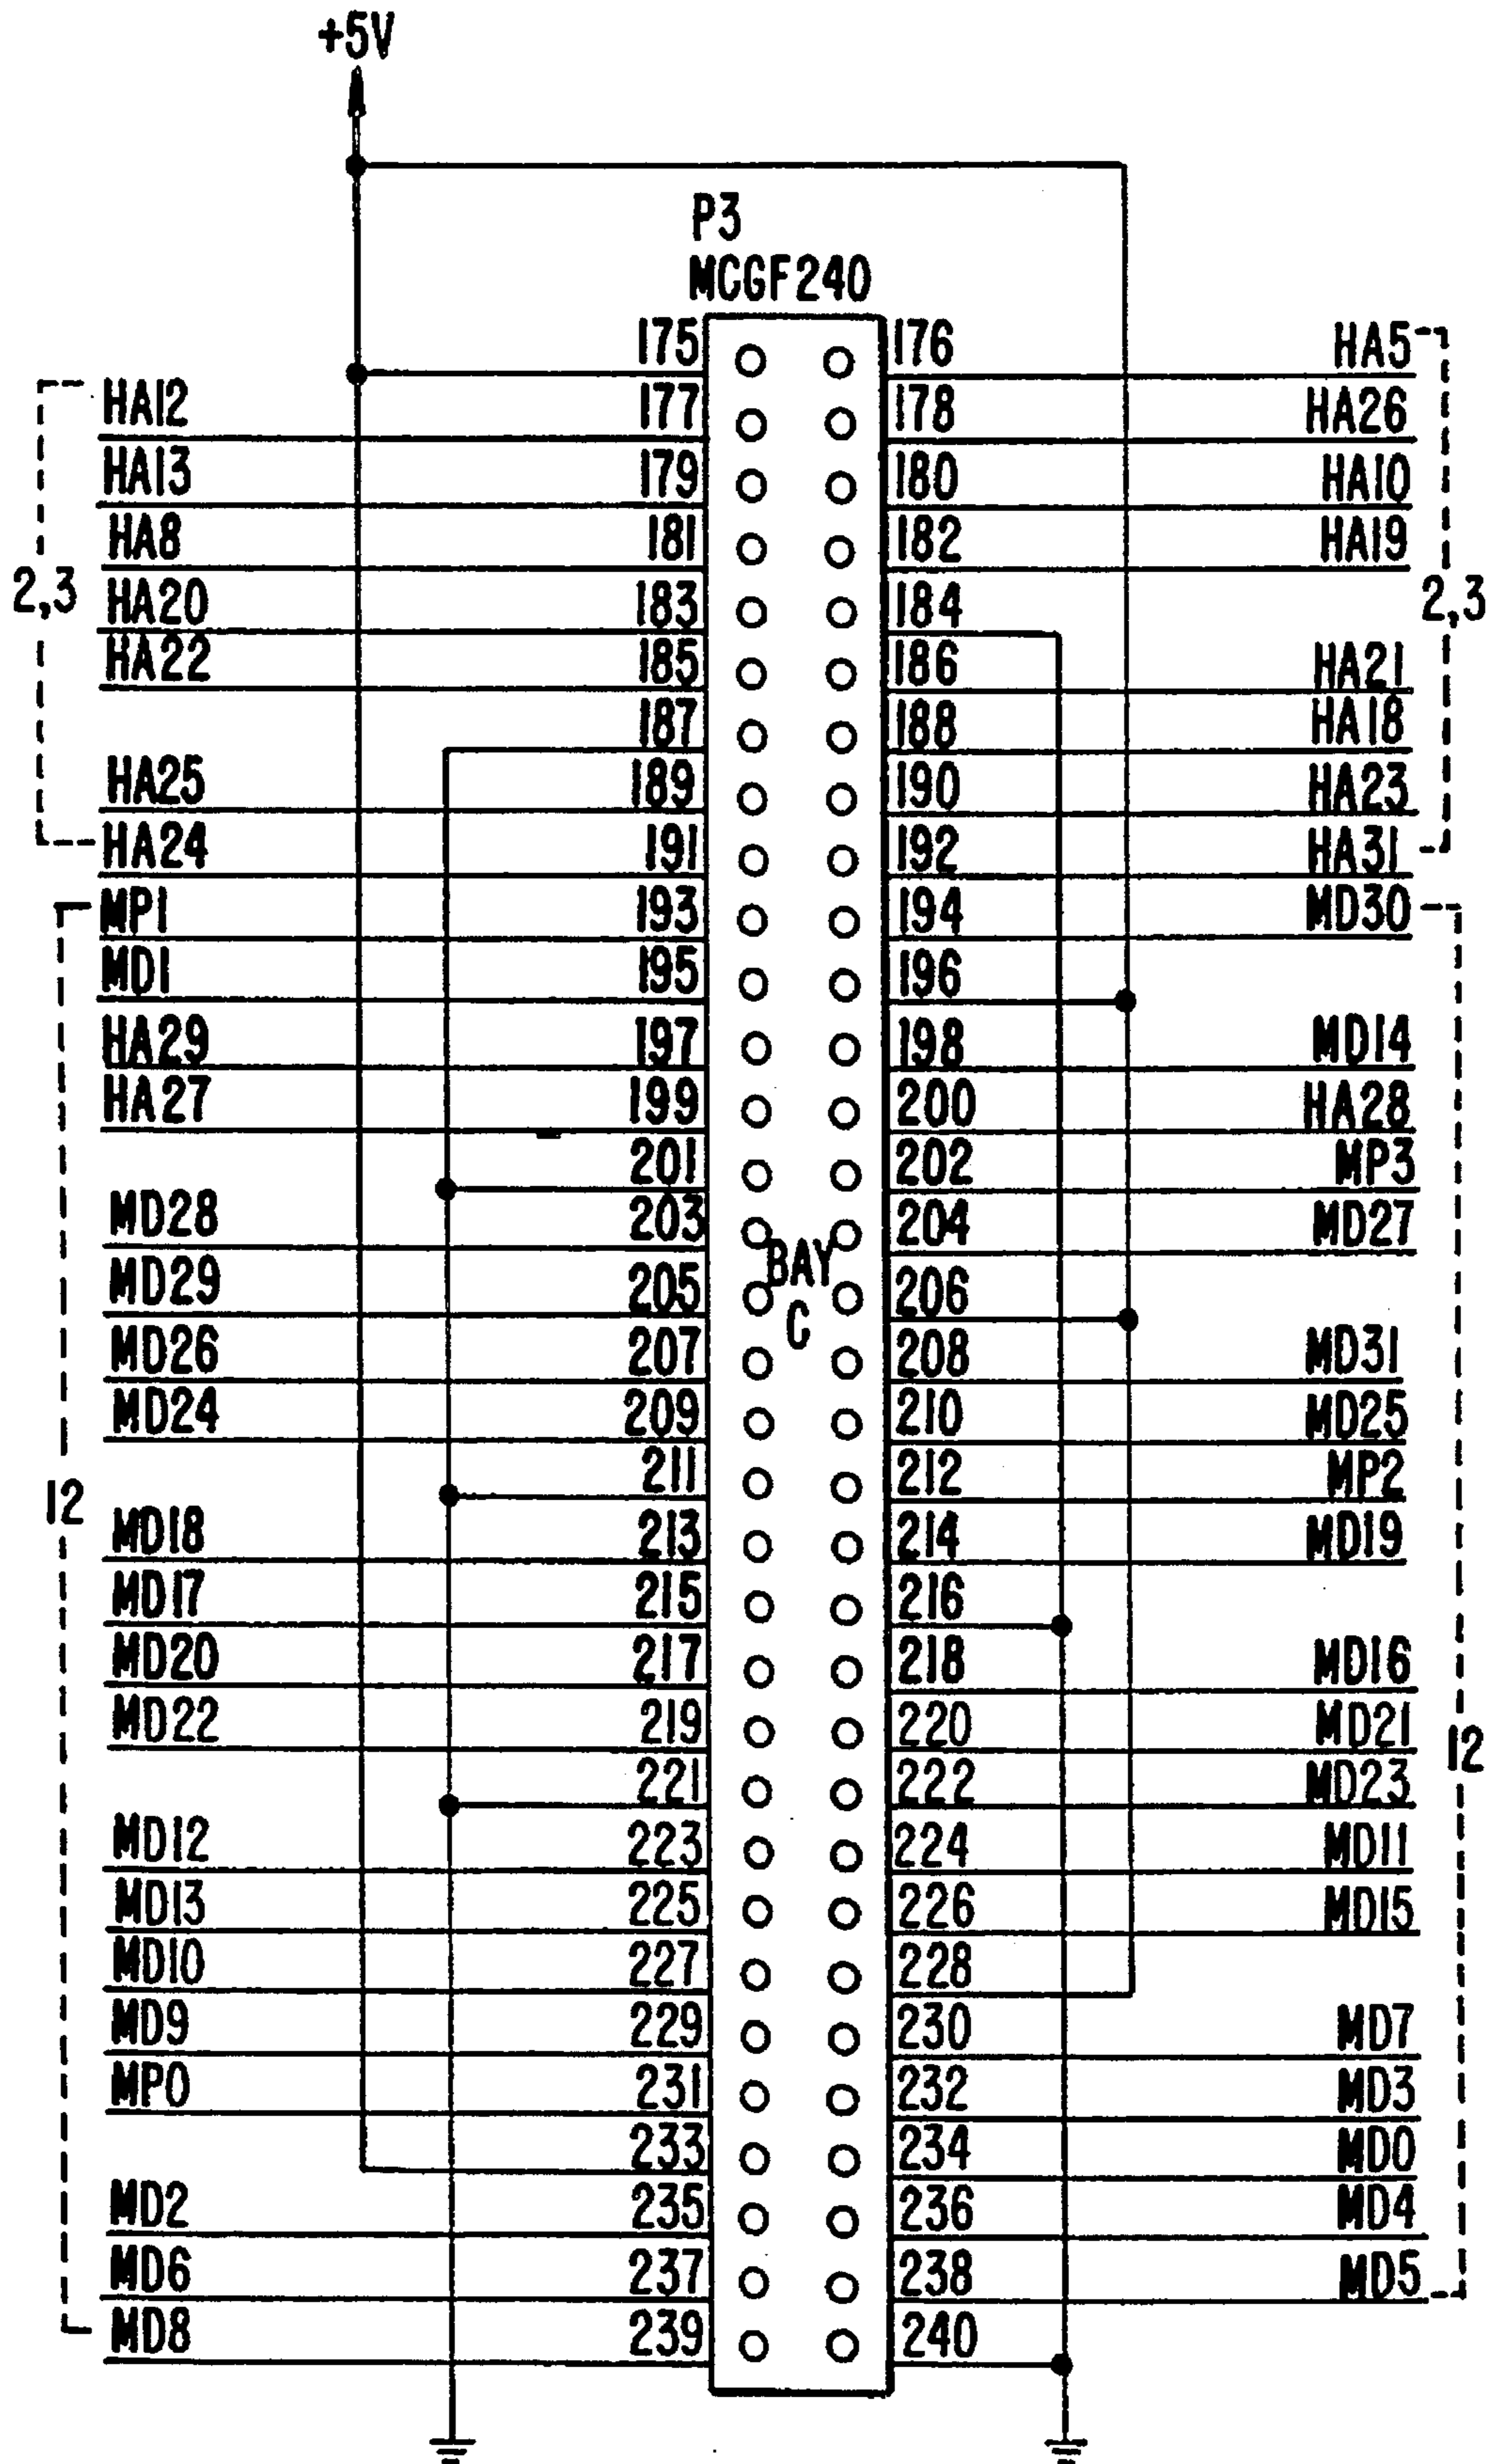 +5V
P3
MCGF240
175 176 HA5
HA12 177 178 HA26
HA13 179 180 HA10
HA8 181 182 HA19
2,3 HA20 183 184 2,3
HA22 185 186 HA21
187 188 HA18
HA25 189 190 HA23
HA24 191 192 HA31
MP1 193 194 MD30
MD1 195 196
HA29 197 198 MD14
HA27 199 200 HA28
201 202 MP3
MD28 203 204 MD27
BAY
MD29 205 206
C
MD26 207 208 MD31
MD24 209 210 MD25
211 212 MP2
12
MD18 213 214 MD19
MD17 215 216
MD20 217 218 MD16
MD22 219 220 MD21
12
221 222 MD23
MD12 223 224 MD11
MD13 225 226 MD15
MD10 227 228
MD9 229 230 MD7
MP0 231 232 MD3
233 234 MD0
MD2 235 236 MD4
MD6 237 238 MD5
MD8 239 240